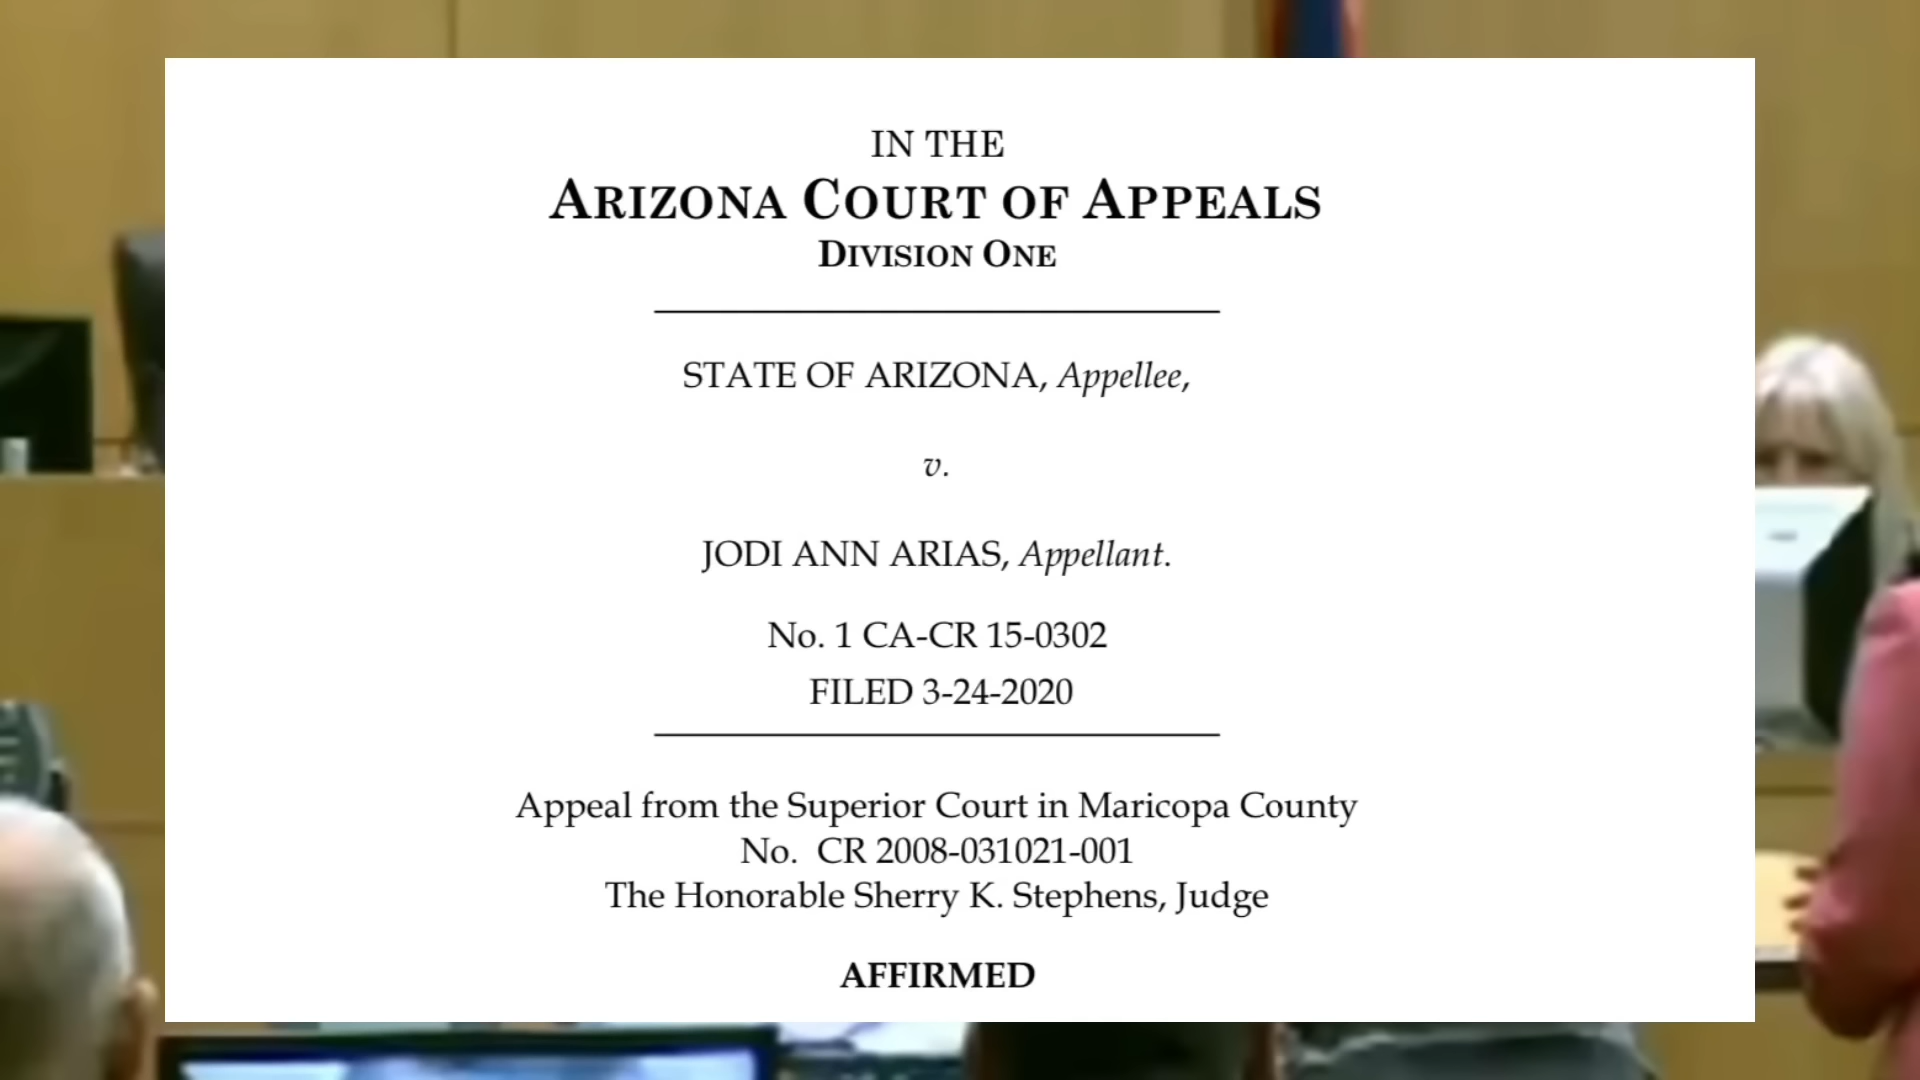 IN THE
ARIZONA COURT OF APPEALS
DIVISION ONE
STATE OF ARIZONA, Appellee,
v.
JODI ANN ARIAS, Appellant.
No. 1 CA-CR 15-0302
FILED 3-24-2020
Appeal from the Superior Court in Maricopa County
No. CR 2008-031021-001
The Honorable Sherry K. Stephens, Judge
AFFIRMED